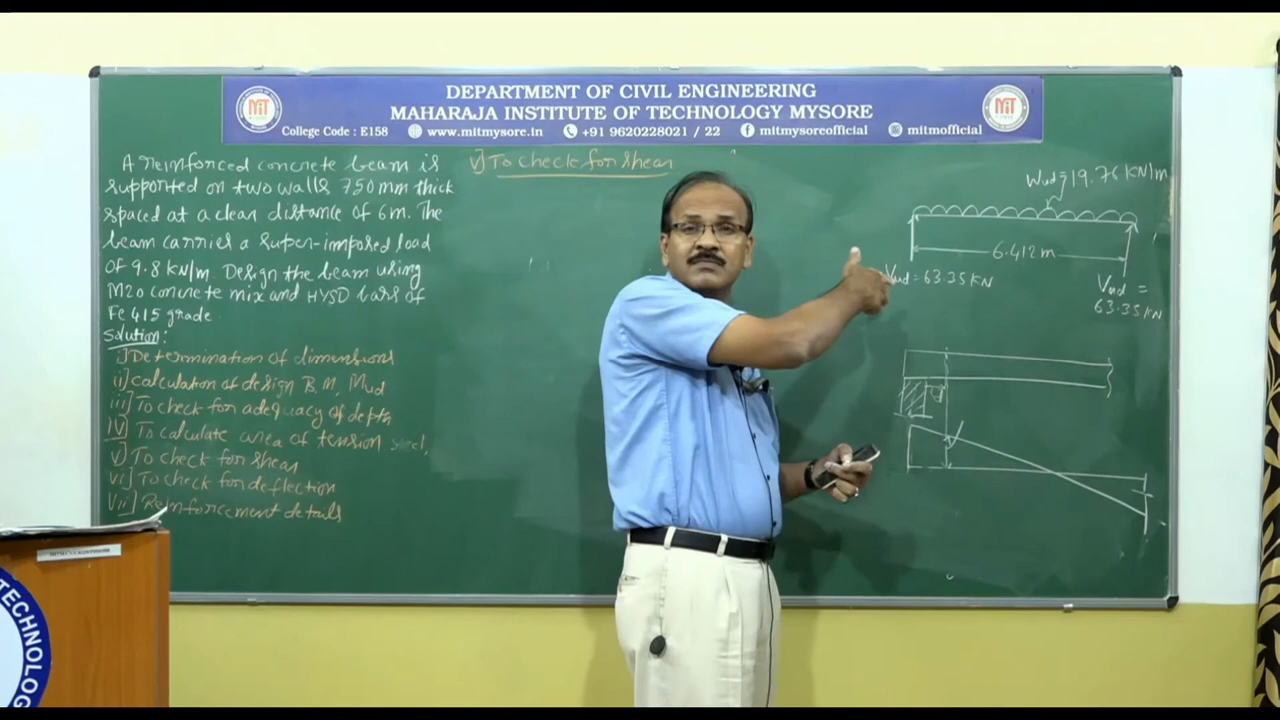 DEPARTMENT OF CIVIL ENGINEERING
MAHARAJA INSTITUTE OF TECHNOLOGY MYSORE
College Code : E158 www.mitmysore.in +91 9620228021 / 22 mitmysoreofficial mitmofficial
MIT
MIT
A reinforced concrete beam is
supported on two walls 750mm thick
spaced at a clear distance of 6m. The
beam carries a super-imposed load
of 9.8 kN/m. Design the beam using
M20 concrete mix and HYSD bars of
Fe 415 grade.
Solution:
i) Determination of dimensions
ii) calculation of design B.M, Mud
iii) To check for adequacy of depth
iv) To calculate area of tension steel,
v) To check for shear
vi] To check for deflection
vii] Reinforcement details
v] To check for shear
Wud = 19.76 KN/m
6.412m
Vud = 63.35 KN
Vud =
63.35 KN
d
TECHNOLOG